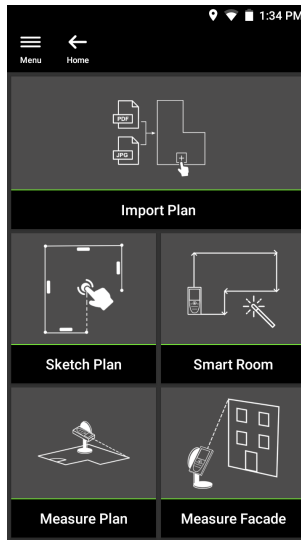 1:34 PM
Menu
Home
PDF
JPG
Import Plan
Sketch Plan
Smart Room
Measure Plan
Measure Facade